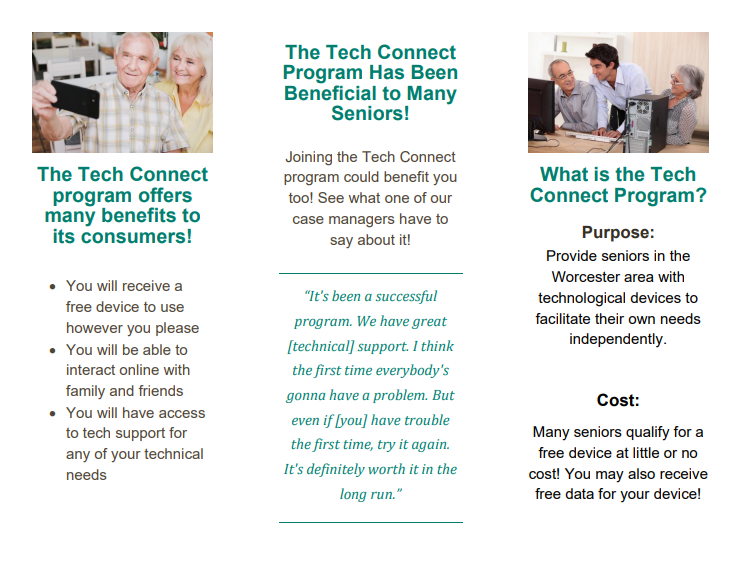 The Tech Connect
program offers
many benefits to
its consumers!
• You will receive a
free device to use
however you please
• You will be able to
interact online with
family and friends
• You will have access
to tech support for
any of your technical
needs
The Tech Connect
Program Has Been
Beneficial to Many
Seniors!
Joining the Tech Connect
program could benefit you
too! See what one of our
case managers have to
say about it!
“It's been a successful
program. We have great
[technical] support. I think
the first time everybody's
gonna have a problem. But
even if [you] have trouble
the first time, try it again.
It's definitely worth it in the
long run.”
What is the Tech
Connect Program?
Purpose:
Provide seniors in the
Worcester area with
technological devices to
facilitate their own needs
independently.
Cost:
Many seniors qualify for a
free device at little or no
cost! You may also receive
free data for your device!